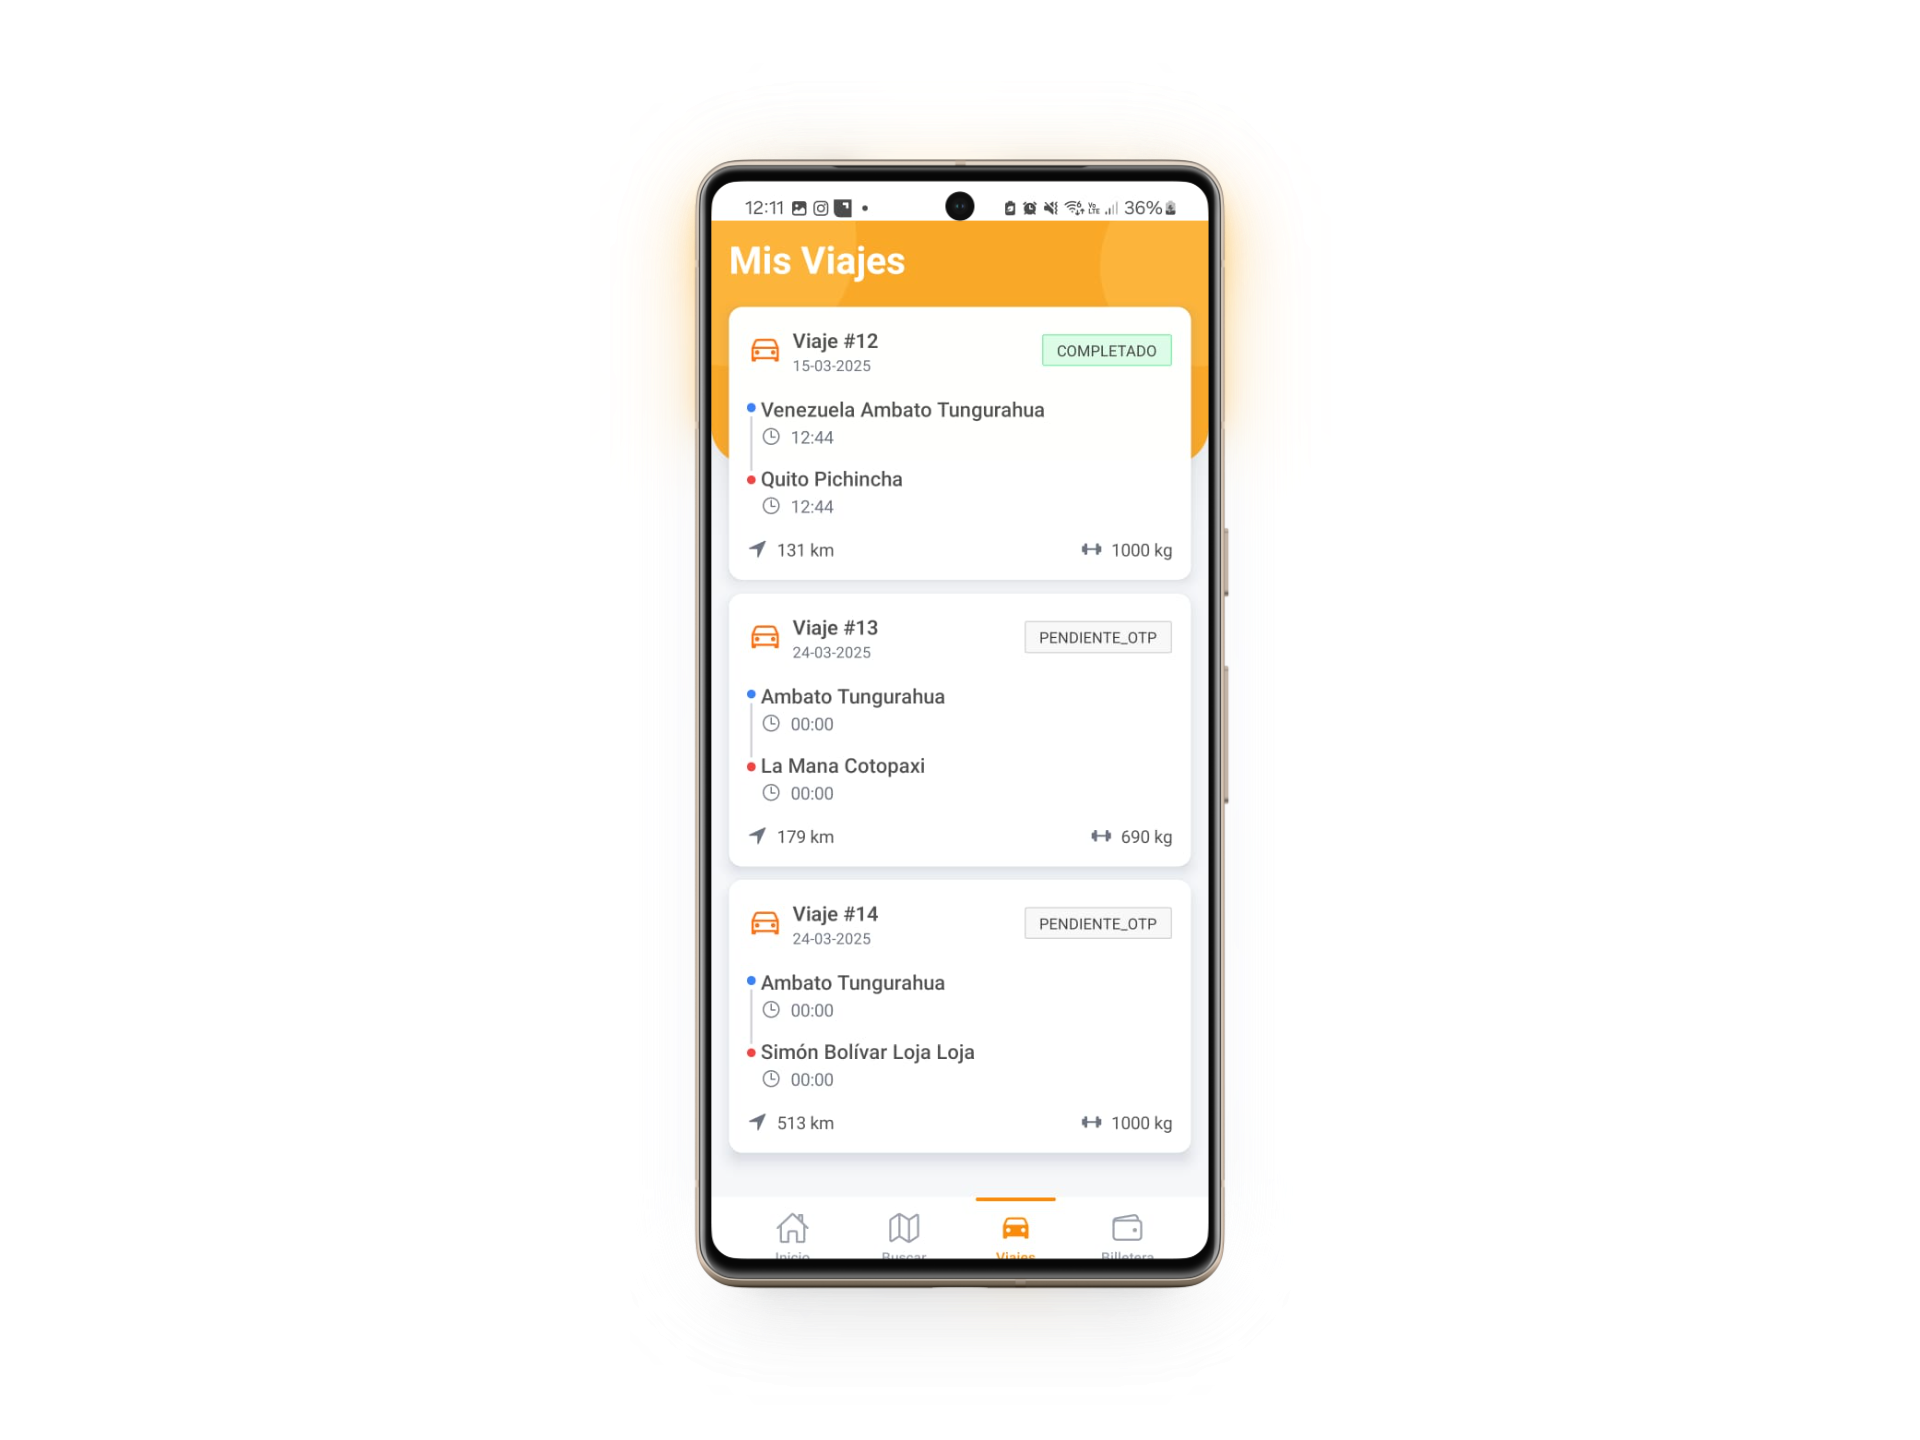 12:11 36%
Mis Viajes
Viaje #12
COMPLETADO
15-03-2025
Venezuela Ambato Tungurahua
12:44
Quito Pichincha
12:44
131 km 1000 kg
Viaje #13
PENDIENTE_OTP
24-03-2025
Ambato Tungurahua
00:00
La Mana Cotopaxi
00:00
179 km 690 kg
Viaje #14
PENDIENTE_OTP
24-03-2025
Ambato Tungurahua
00:00
Simón Bolívar Loja Loja
00:00
513 km 1000 kg
Inicio Buscar Viajes Billetera